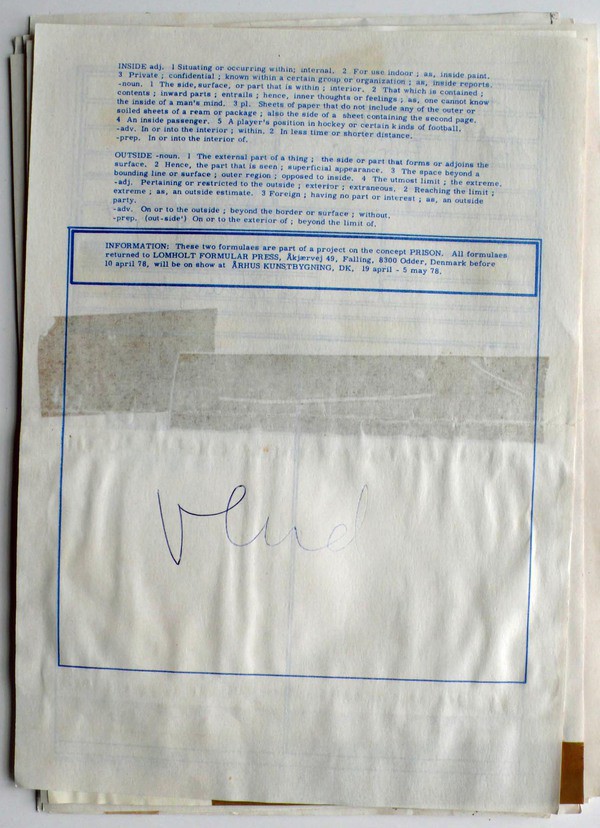 INSIDE adj. 1 Situating or occurring within; internal. 2 For use indoor ; as, inside paint.
3 Private ; confidential ; known within a certain group or organization ; as, inside reports.
-noun. 1 The side, surface, or part that is within ; interior. 2 That which is contained ;
contents ; inward parts ; entrails ; hence, inner thoughts or feelings ; as, one cannot know
the inside of a man's mind. 3 pl. Sheets of paper that do not include any of the outer or
soiled sheets of a ream or package ; also the side of a sheet containing the second page.
4 An inside passenger. 5 A player's position in hockey or certain kinds of football.
-adv. In or into the interior ; within. 2 In less time or shorter distance.
-prep. In or into the interior of.
OUTSIDE -noun. 1 The external part of a thing ; the side or part that forms or adjoins the
surface. 2 Hence, the part that is seen ; superficial appearance. 3 The space beyond a
bounding line or surface ; outer region ; opposed to inside. 4 The utmost limit ; the extreme.
-adj. Pertaining or restricted to the outside ; exterior ; extraneous. 2 Reaching the limit ;
extreme ; as, an outside estimate. 3 Foreign ; having no part or interest ; as, an outside
party.
-adv. On or to the outside ; beyond the border or surface ; without.
-prep. (out-side') On or to the exterior of ; beyond the limit of.
INFORMATION: These two formulaes are part of a project on the concept PRISON. All formulaes
returned to LOMHOLT FORMULAR PRESS, Åkjærvej 49, Falling, 8300 Odder, Denmark before
10 april 78, will be on show at ÅRHUS KUNSTBYGNING, DK, 19 april - 5 may 78.
Vend